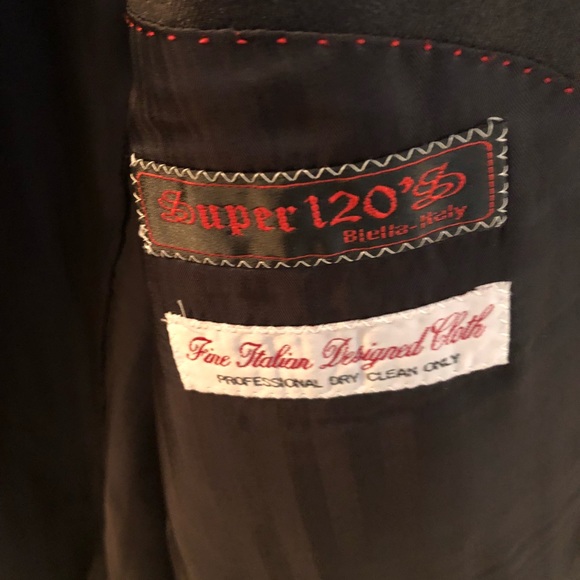 Super 120's
Biella-Italy
Fine Italian Designed Cloth
PROFESSIONAL DRY CLEAN ONLY